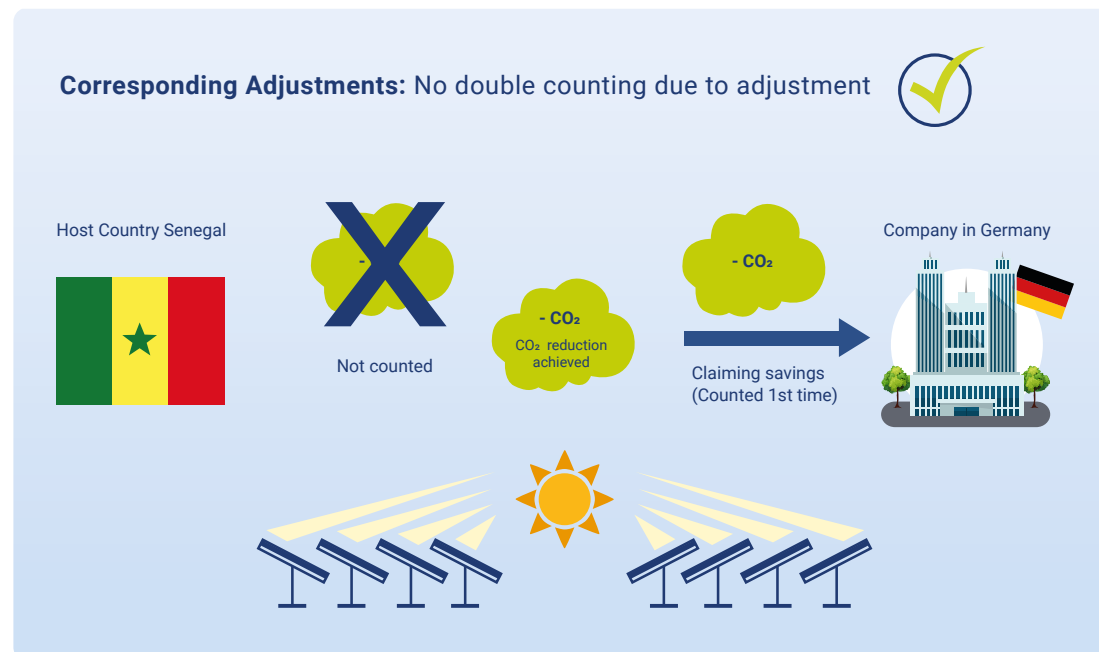 Corresponding Adjustments: No double counting due to adjustment
Host Country Senegal
-
Not counted
- CO₂
CO₂ reduction
achieved
- CO₂
Claiming savings
(Counted 1st time)
Company in Germany